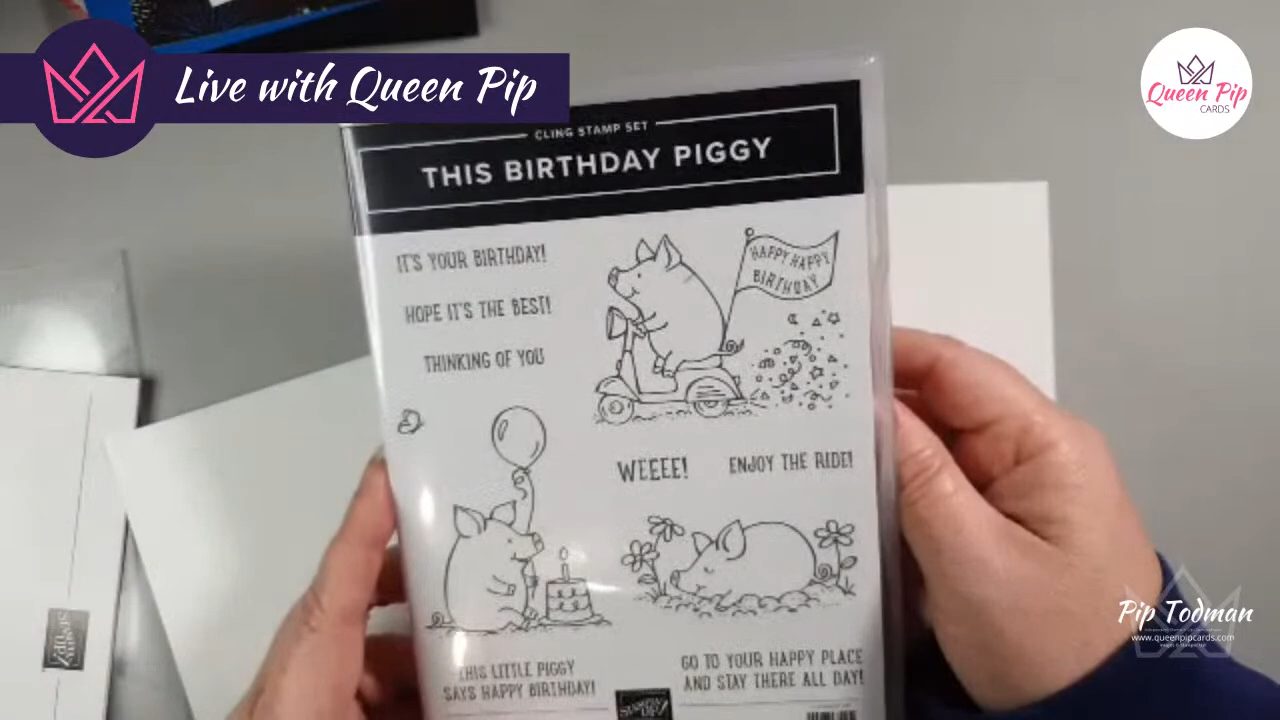 Live with Queen Pip
Queen Pip
CARDS
CLING STAMP SET
THIS BIRTHDAY PIGGY
IT'S YOUR BIRTHDAY!
HOPE IT'S THE BEST!
THINKING OF YOU
HAPPY HAPPY
BIRTHDAY
WEEEE!
ENJOY THE RIDE!
THIS LITTLE PIGGY
SAYS HAPPY BIRTHDAY!
GO TO YOUR HAPPY PLACE
AND STAY THERE ALL DAY!
STAMPIN' UP!
Pip Todman
www.queenpipcards.com